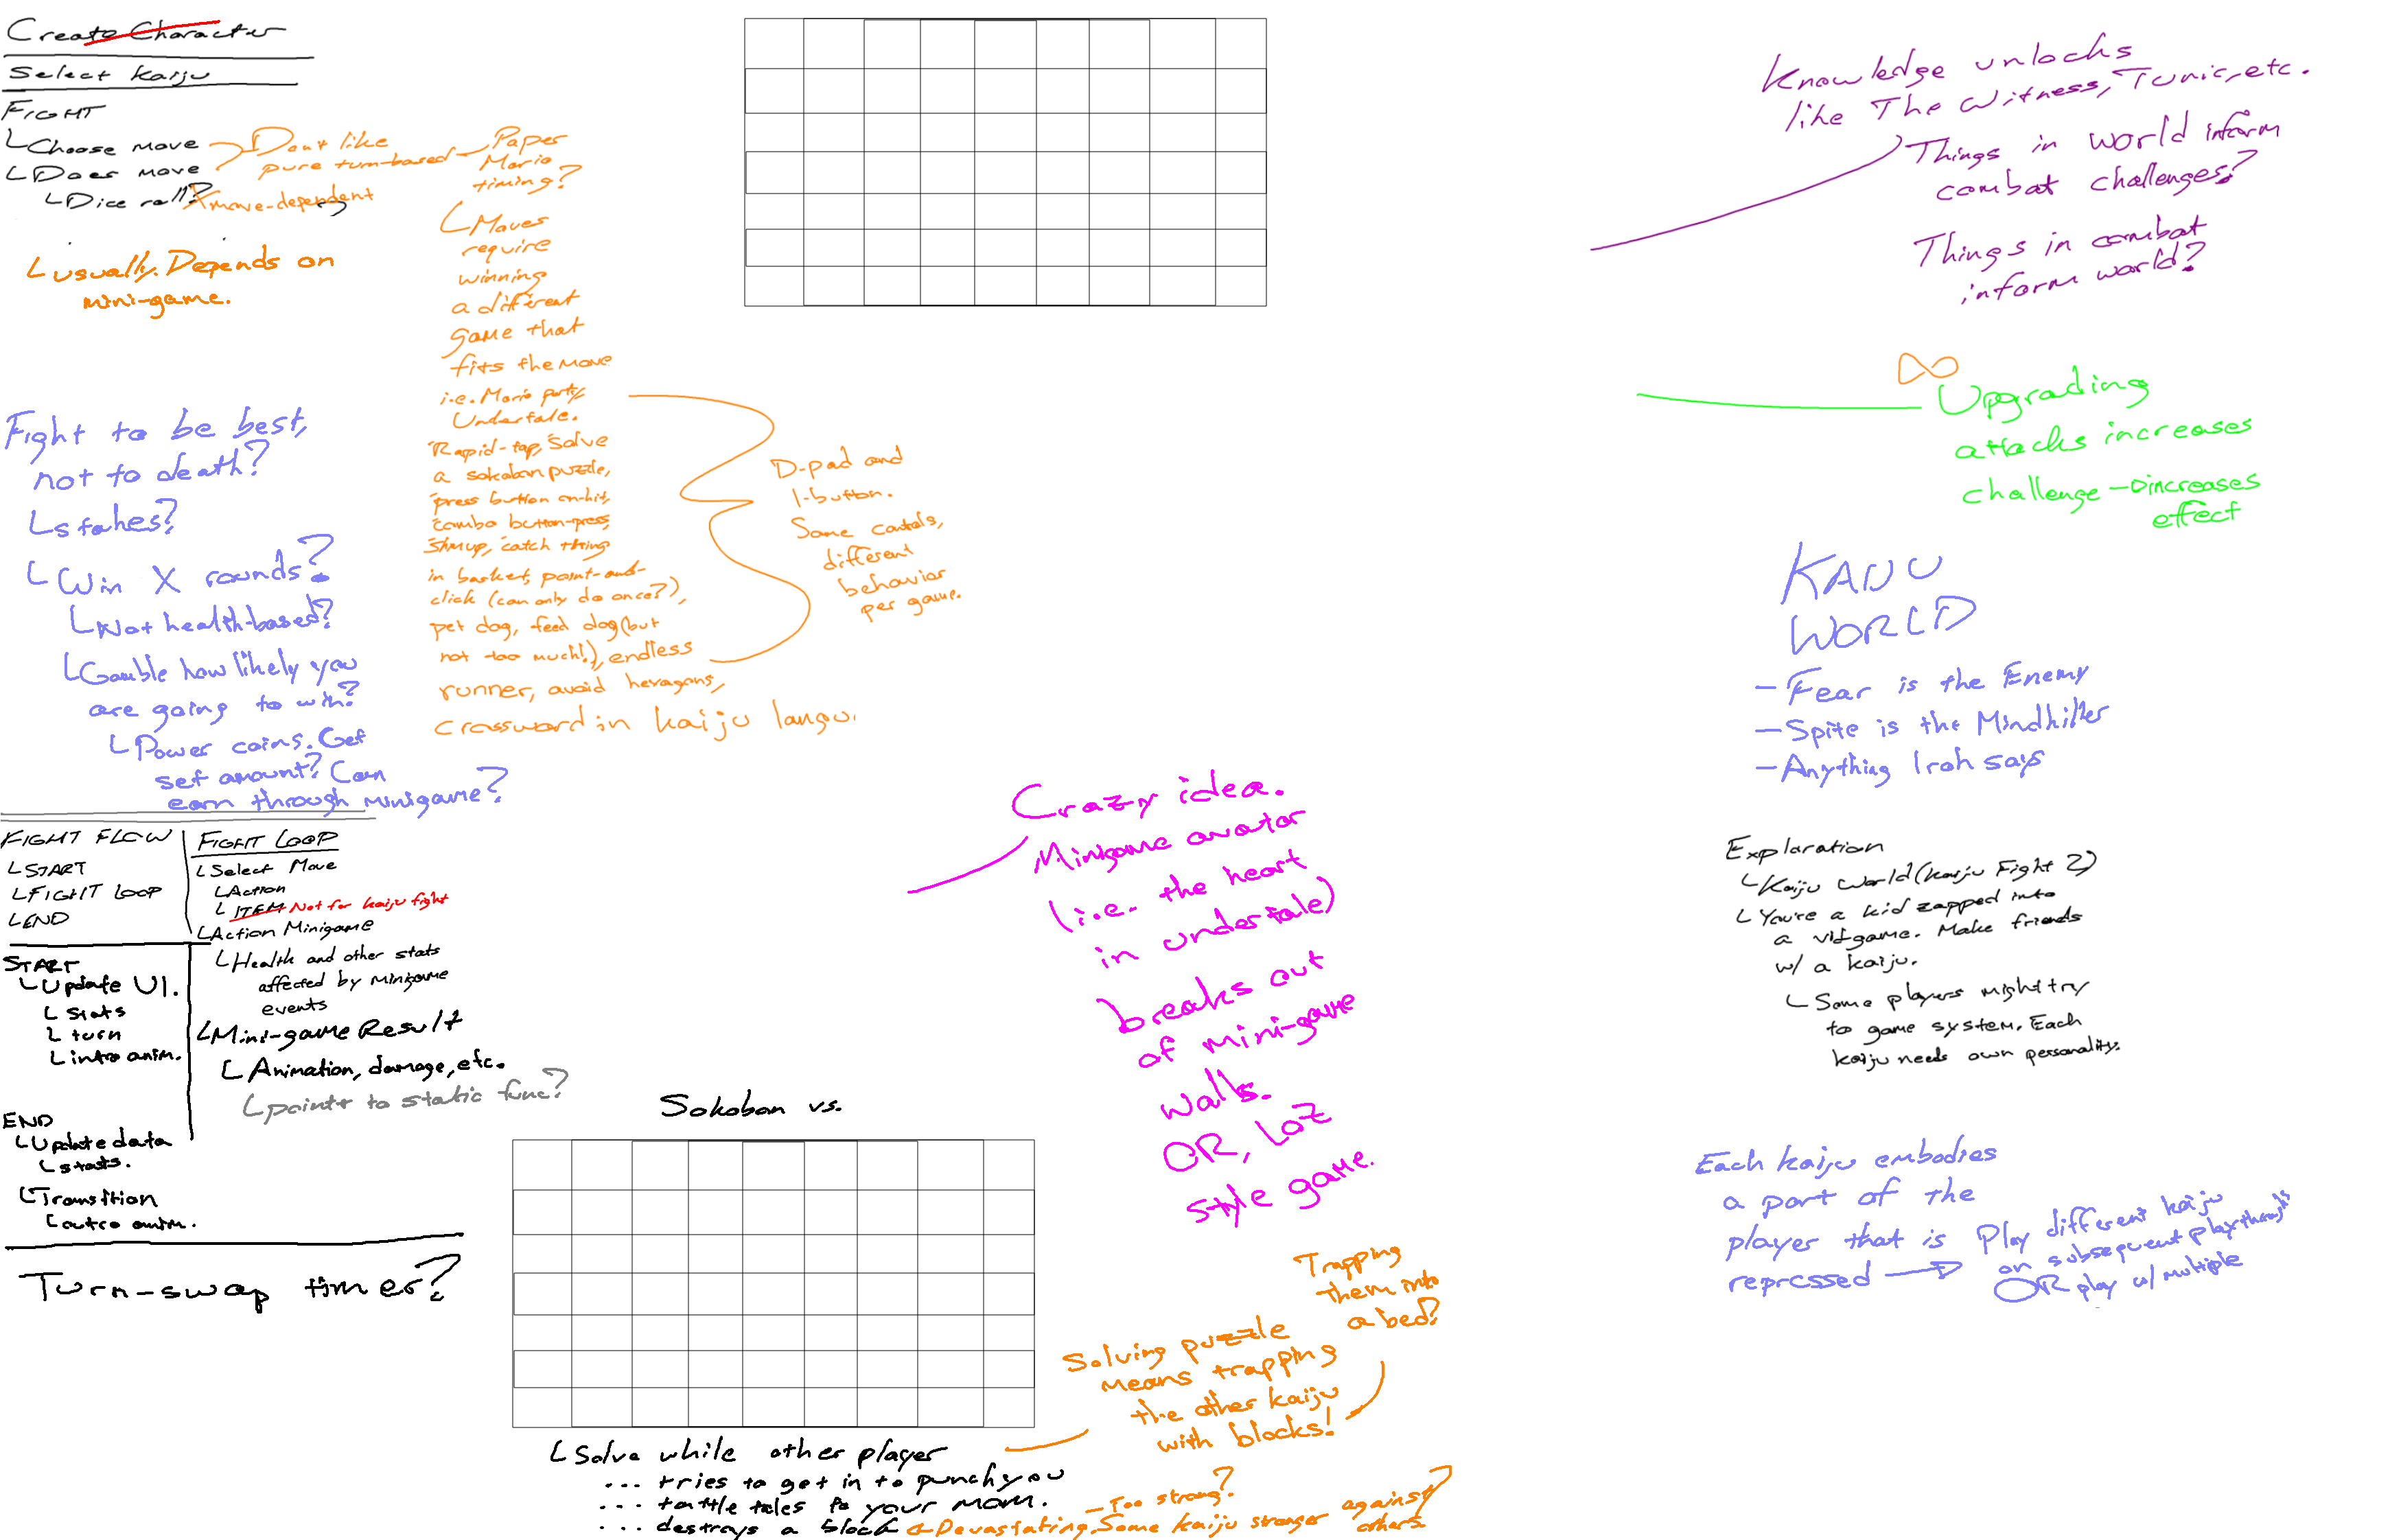 Create Character
Select Kaiju
FIGHT
Choose move
Does move
Dice roll?
move-dependent
Don't like
pure turn-based
Paper
Mario
timing?
usually. Depends on
mini-game.
Moves
require
winning
a different
game that
fits the move
i.e. Mario party,
Undertale.
Rapid-tap, solve
a sokoban puzzle,
press button on-hit,
combo button-press,
shmup, catch thing
in basket, point-and-
click (can only do once?),
pet dog, feed dog (but
not too much!), endless
runner, avoid hexagons,
crossword in kaiju langu.
D-pad and
1-button.
Same controls,
different
behavior
per game.
Fight to be best,
not to death?
Stakes?
Win X rounds?
Not health-based?
Gamble how likely you
are going to win?
Power coins. Get
set amount? Can
earn through minigame?
FIGHT FLOW
START
FIGHT LOOP
END
FIGHT LOOP
Select Move
Action
ITEM Not for kaiju fight
Action Minigame
Health and other stats
affected by minigame
events
Mini-game Result
Animation, damage, etc.
point to static func?
START
Update UI.
Stats
turn
intro anim.
END
Update data
stats.
Transition
outro anim.
Turn-swap timer?
Sokoban vs.
Solve while other player
... tries to get in to punch you
... tattle tales to your mom.
... destroys a block
Too strong?
Devastating. Some kaiju stronger against
others
Solving puzzle
means trapping
the other kaiju
with blocks!
Trapping
them into
a bed?
Crazy idea.
Minigame avatar
(i.e. the heart
in undertale)
breaks out
of mini-game
walls.
OR, LoZ
style game.
Knowledge unlocks
like The Witness, Tunic, etc.
Things in world inform
combat challenges?
Things in combat
inform world?
Upgrading
attacks increases
challenge → increases
effect
KAIJU
WORLD
- Fear is the Enemy
- Spite is the Mindkiller
- Anything Iroh says
Exploration
Kaiju World (Kaiju Fight 2)
You're a kid zapped into
a vidgame. Make friends
w/ a kaiju.
Some players might try
to game system. Each
kaiju needs own personality.
Each kaiju embodies
a part of the
player that is
repressed →
Play different kaiju
on subsequent playthroughs
OR play w/ multiple